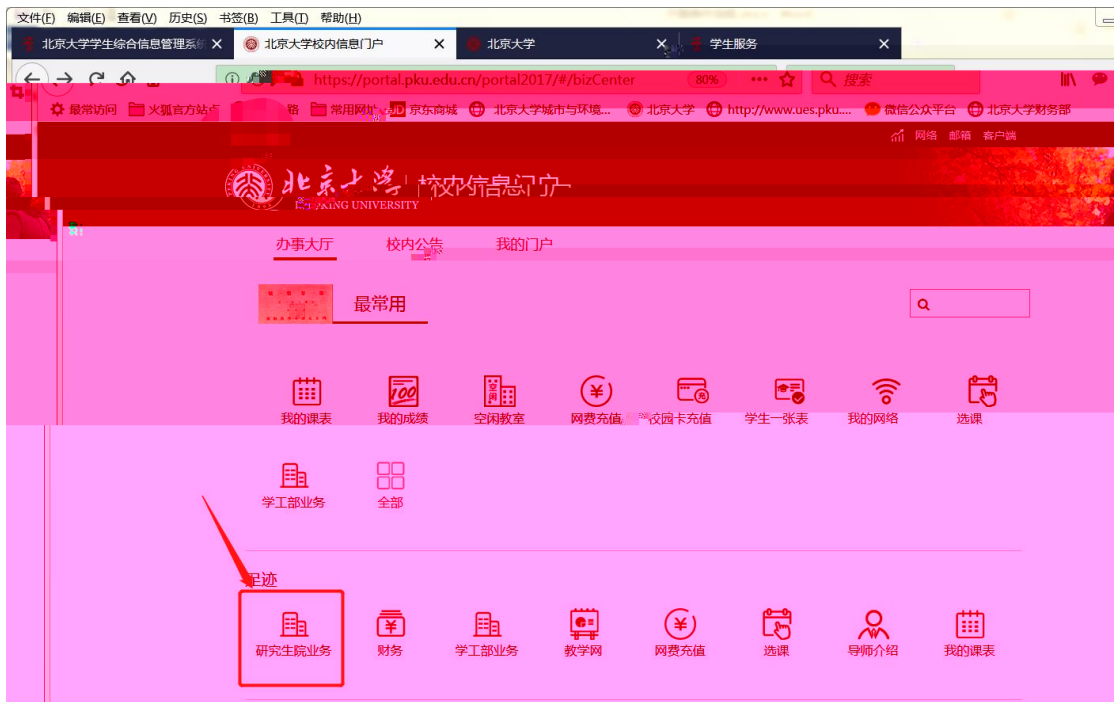 文件(F) 编辑(E) 查看(V) 历史(S) 书签(B) 工具(T) 帮助(H)
北京大学学生综合信息管理系统 北京大学校内信息门户 北京大学 学生服务
https://portal.pku.edu.cn/portal2017/#/bizCenter 80% 搜索
最常访问 火狐官方站点 常用网址 JD 京东商城 北京大学城市与环境... 北京大学 http://www.ues.pku.... 微信公众平台 北京大学财务部
网络 邮箱 客户端
北京大学 校内信息门户
PEKING UNIVERSITY
办事大厅 校内公告 我的门户
最常用
我的课表 我的成绩 空闲教室 网费充值 校园卡充值 学生一张表 我的网络 选课
学工部业务 全部
足迹
研究生院业务 财务 学工部业务 教学网 网费充值 选课 导师介绍 我的课表